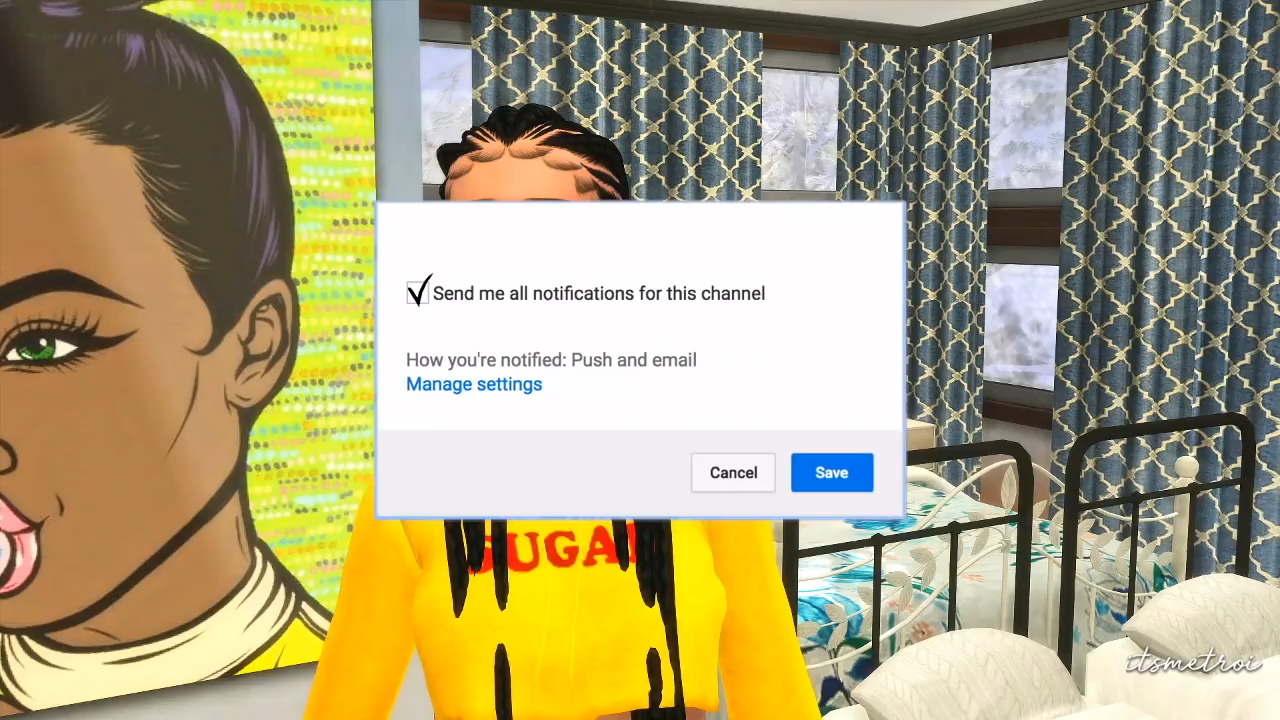 Send me all notifications for this channel
How you're notified: Push and email
Manage settings
Cancel
Save
SUGAR
itsmetroi